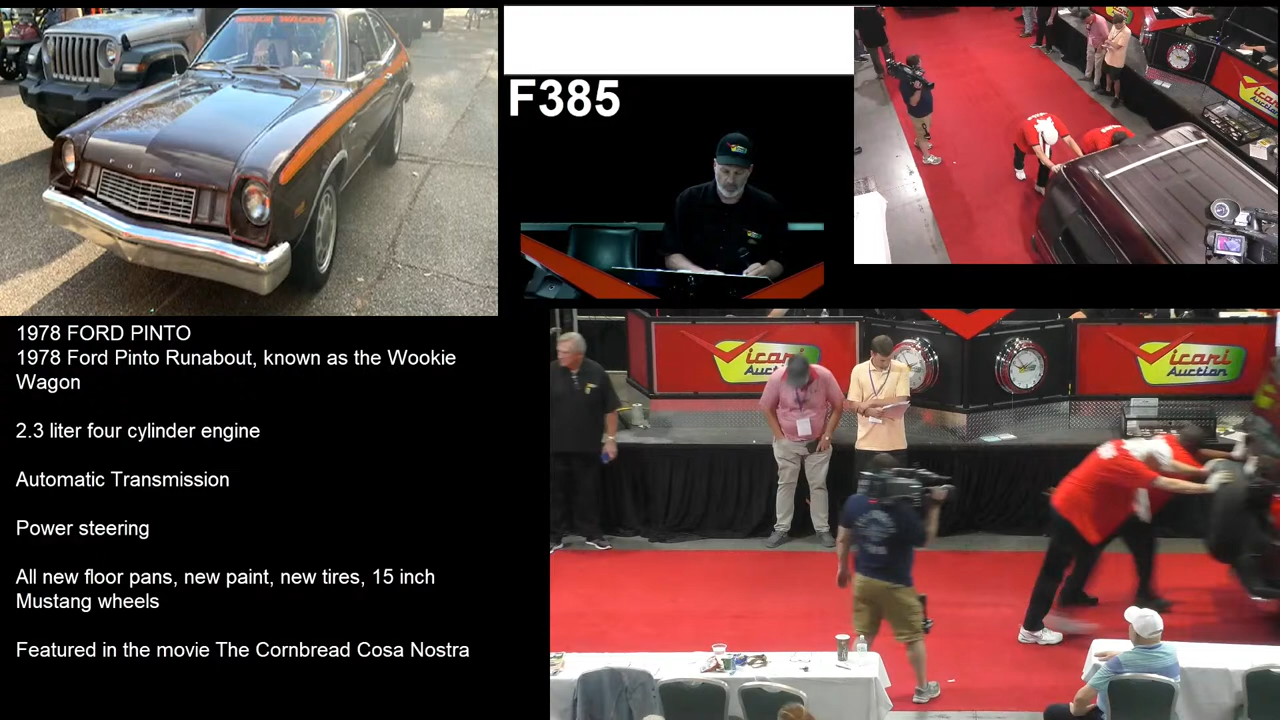 F385
FORD
1978 FORD PINTO
1978 Ford Pinto Runabout, known as the Wookie
Wagon
2.3 liter four cylinder engine
Automatic Transmission
Power steering
All new floor pans, new paint, new tires, 15 inch
Mustang wheels
Featured in the movie The Cornbread Cosa Nostra
Vicari
Auction
Vicari
Auction
Vicari
Auction